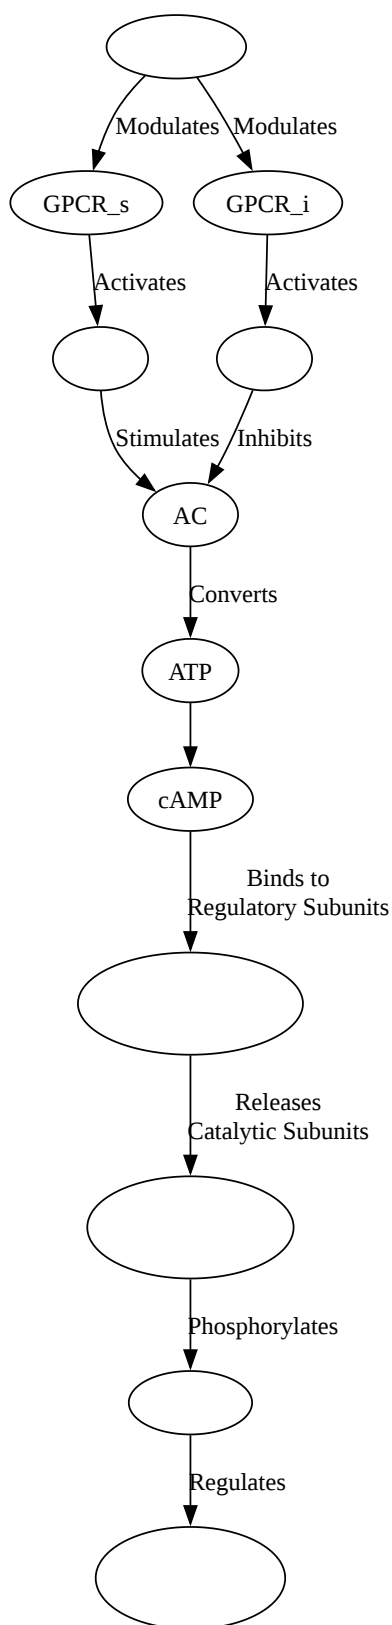 Modulates
Modulates
GPCR_s
GPCR_i
Activates
Activates
Stimulates
Inhibits
AC
Converts
ATP
cAMP
Binds to
Regulatory Subunits
Releases
Catalytic Subunits
Phosphorylates
Regulates